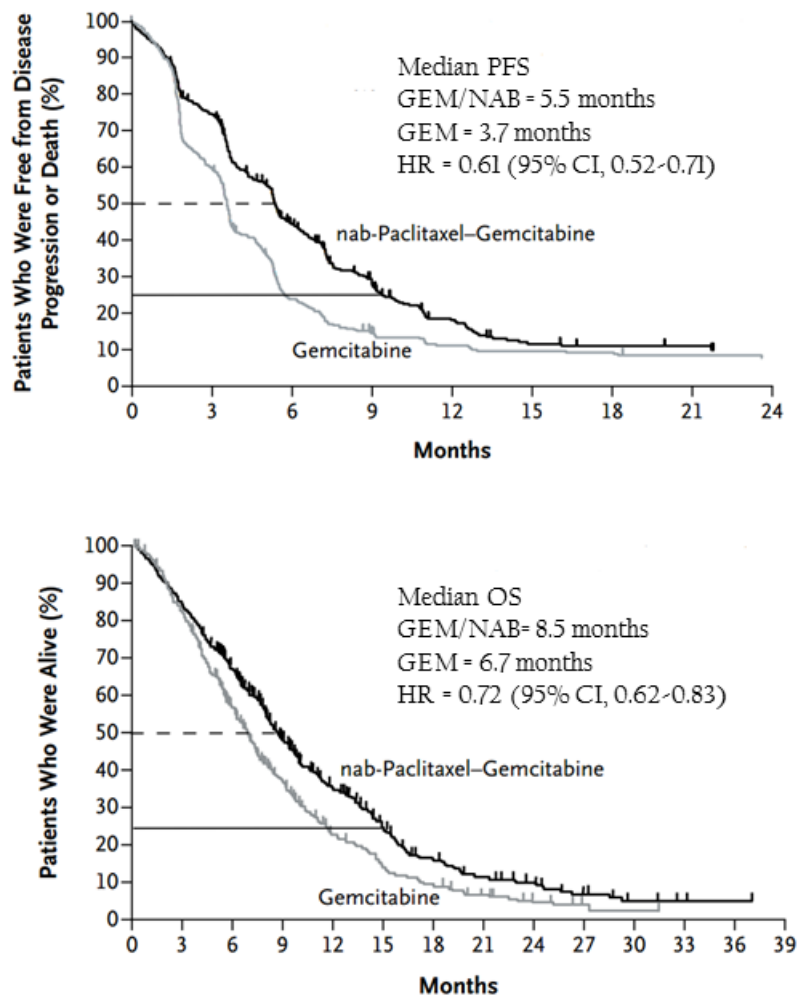 Patients Who Were Free from Disease
Progression or Death (%)
100
90
80
70
60
50
40
30
20
10
0
Median PFS
GEM/NAB = 5.5 months
GEM = 3.7 months
HR = 0.61 (95% CI, 0.52-0.71)
nab-Paclitaxel–Gemcitabine
Gemcitabine
0 3 6 9 12 15 18 21 24
Months
Patients Who Were Alive (%)
100
90
80
70
60
50
40
30
20
10
0
Median OS
GEM/NAB= 8.5 months
GEM = 6.7 months
HR = 0.72 (95% CI, 0.62-0.83)
nab-Paclitaxel–Gemcitabine
Gemcitabine
0 3 6 9 12 15 18 21 24 27 30 33 36 39
Months